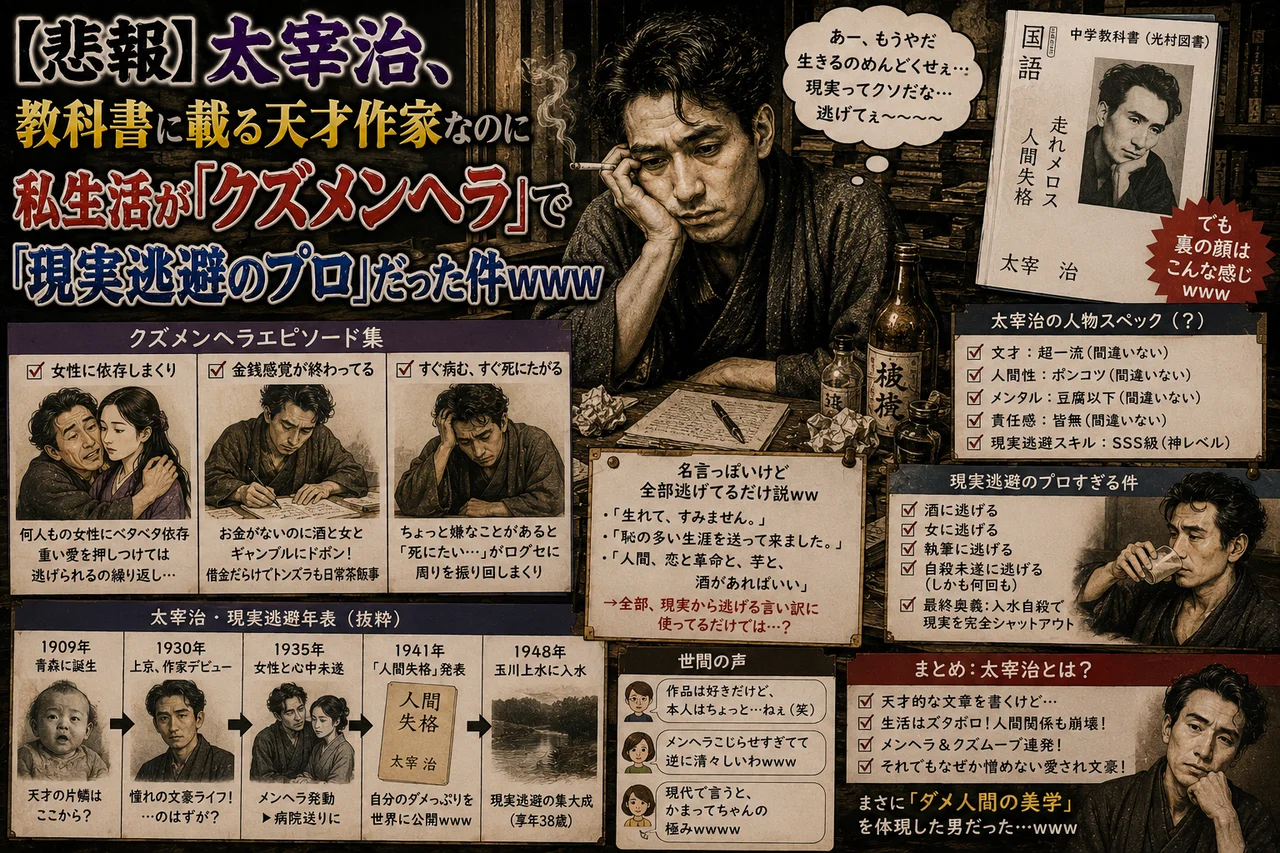 【悲報】太宰治、
教科書に載る天才作家なのに
私生活が「クズメンヘラ」で
「現実逃避のプロ」だった件www
あー、もうやだ
生きるのめんどくせぇ…
現実ってクソだな…
逃げてぇ〜〜〜〜
国語
中学教科書（光村図書）
走れメロス
人間失格
太宰 治
でも
裏の顔は
こんな感じ
www
クズメンヘラエピソード集
女性に依存しまくり
何人もの女性にベタベタ依存
重い愛を押しつけては
逃げられるの繰り返し…
金銭感覚が終わってる
お金がないのに酒と女と
ギャンブルにドボン！
借金だらけでトンズラも日常茶飯事
すぐ病む、すぐ死にたがる
ちょっと嫌なことがあると
「死にたい…」がログセに
周りを振り回しまくり
太宰治の人物スペック（？）
文才：超一流（間違いない）
人間性：ポンコツ（間違いない）
メンタル：豆腐以下（間違いない）
責任感：皆無（間違いない）
現実逃避スキル：SSS級（神レベル）
名言っぽいけど
全部逃げてるだけ説ww
・「生れて、すみません。」
・「恥の多い生涯を送って来ました。」
・「人間、恋と革命と、芋と、
酒があればいい」
→全部、現実から逃げる言い訳に
使ってるだけでは…？
現実逃避のプロすぎる件
酒に逃げる
女に逃げる
執筆に逃げる
自殺未遂に逃げる
（しかも何回も）
最終奥義：入水自殺で
現実を完全シャットアウト
太宰治・現実逃避年表（抜粋）
1909年
青森に誕生
天才の片鱗は
ここから？
1930年
上京、作家デビュー
憧れの文豪ライフ！
…のはずが？
1935年
女性と心中未遂
メンヘラ発動
▶病院送りに
1941年
「人間失格」発表
人間
失格
太宰 治
自分のダメっぷりを
世界に公開www
1948年
玉川上水に入水
現実逃避の集大成
（享年38歳）
世間の声
作品は好きだけど、
本人はちょっと…ねぇ（笑）
メンヘラこじらせすぎてて
逆に清々しいわwww
現代で言うと、
かまってちゃんの
極みwwww
まとめ：太宰治とは？
天才的な文章を書くけど…
生活はズタボロ！人間関係も崩壊！
メンヘラ＆クズムーブ連発！
それでもなぜか憎めない愛され文豪！
まさに「ダメ人間の美学」
を体現した男だった…www